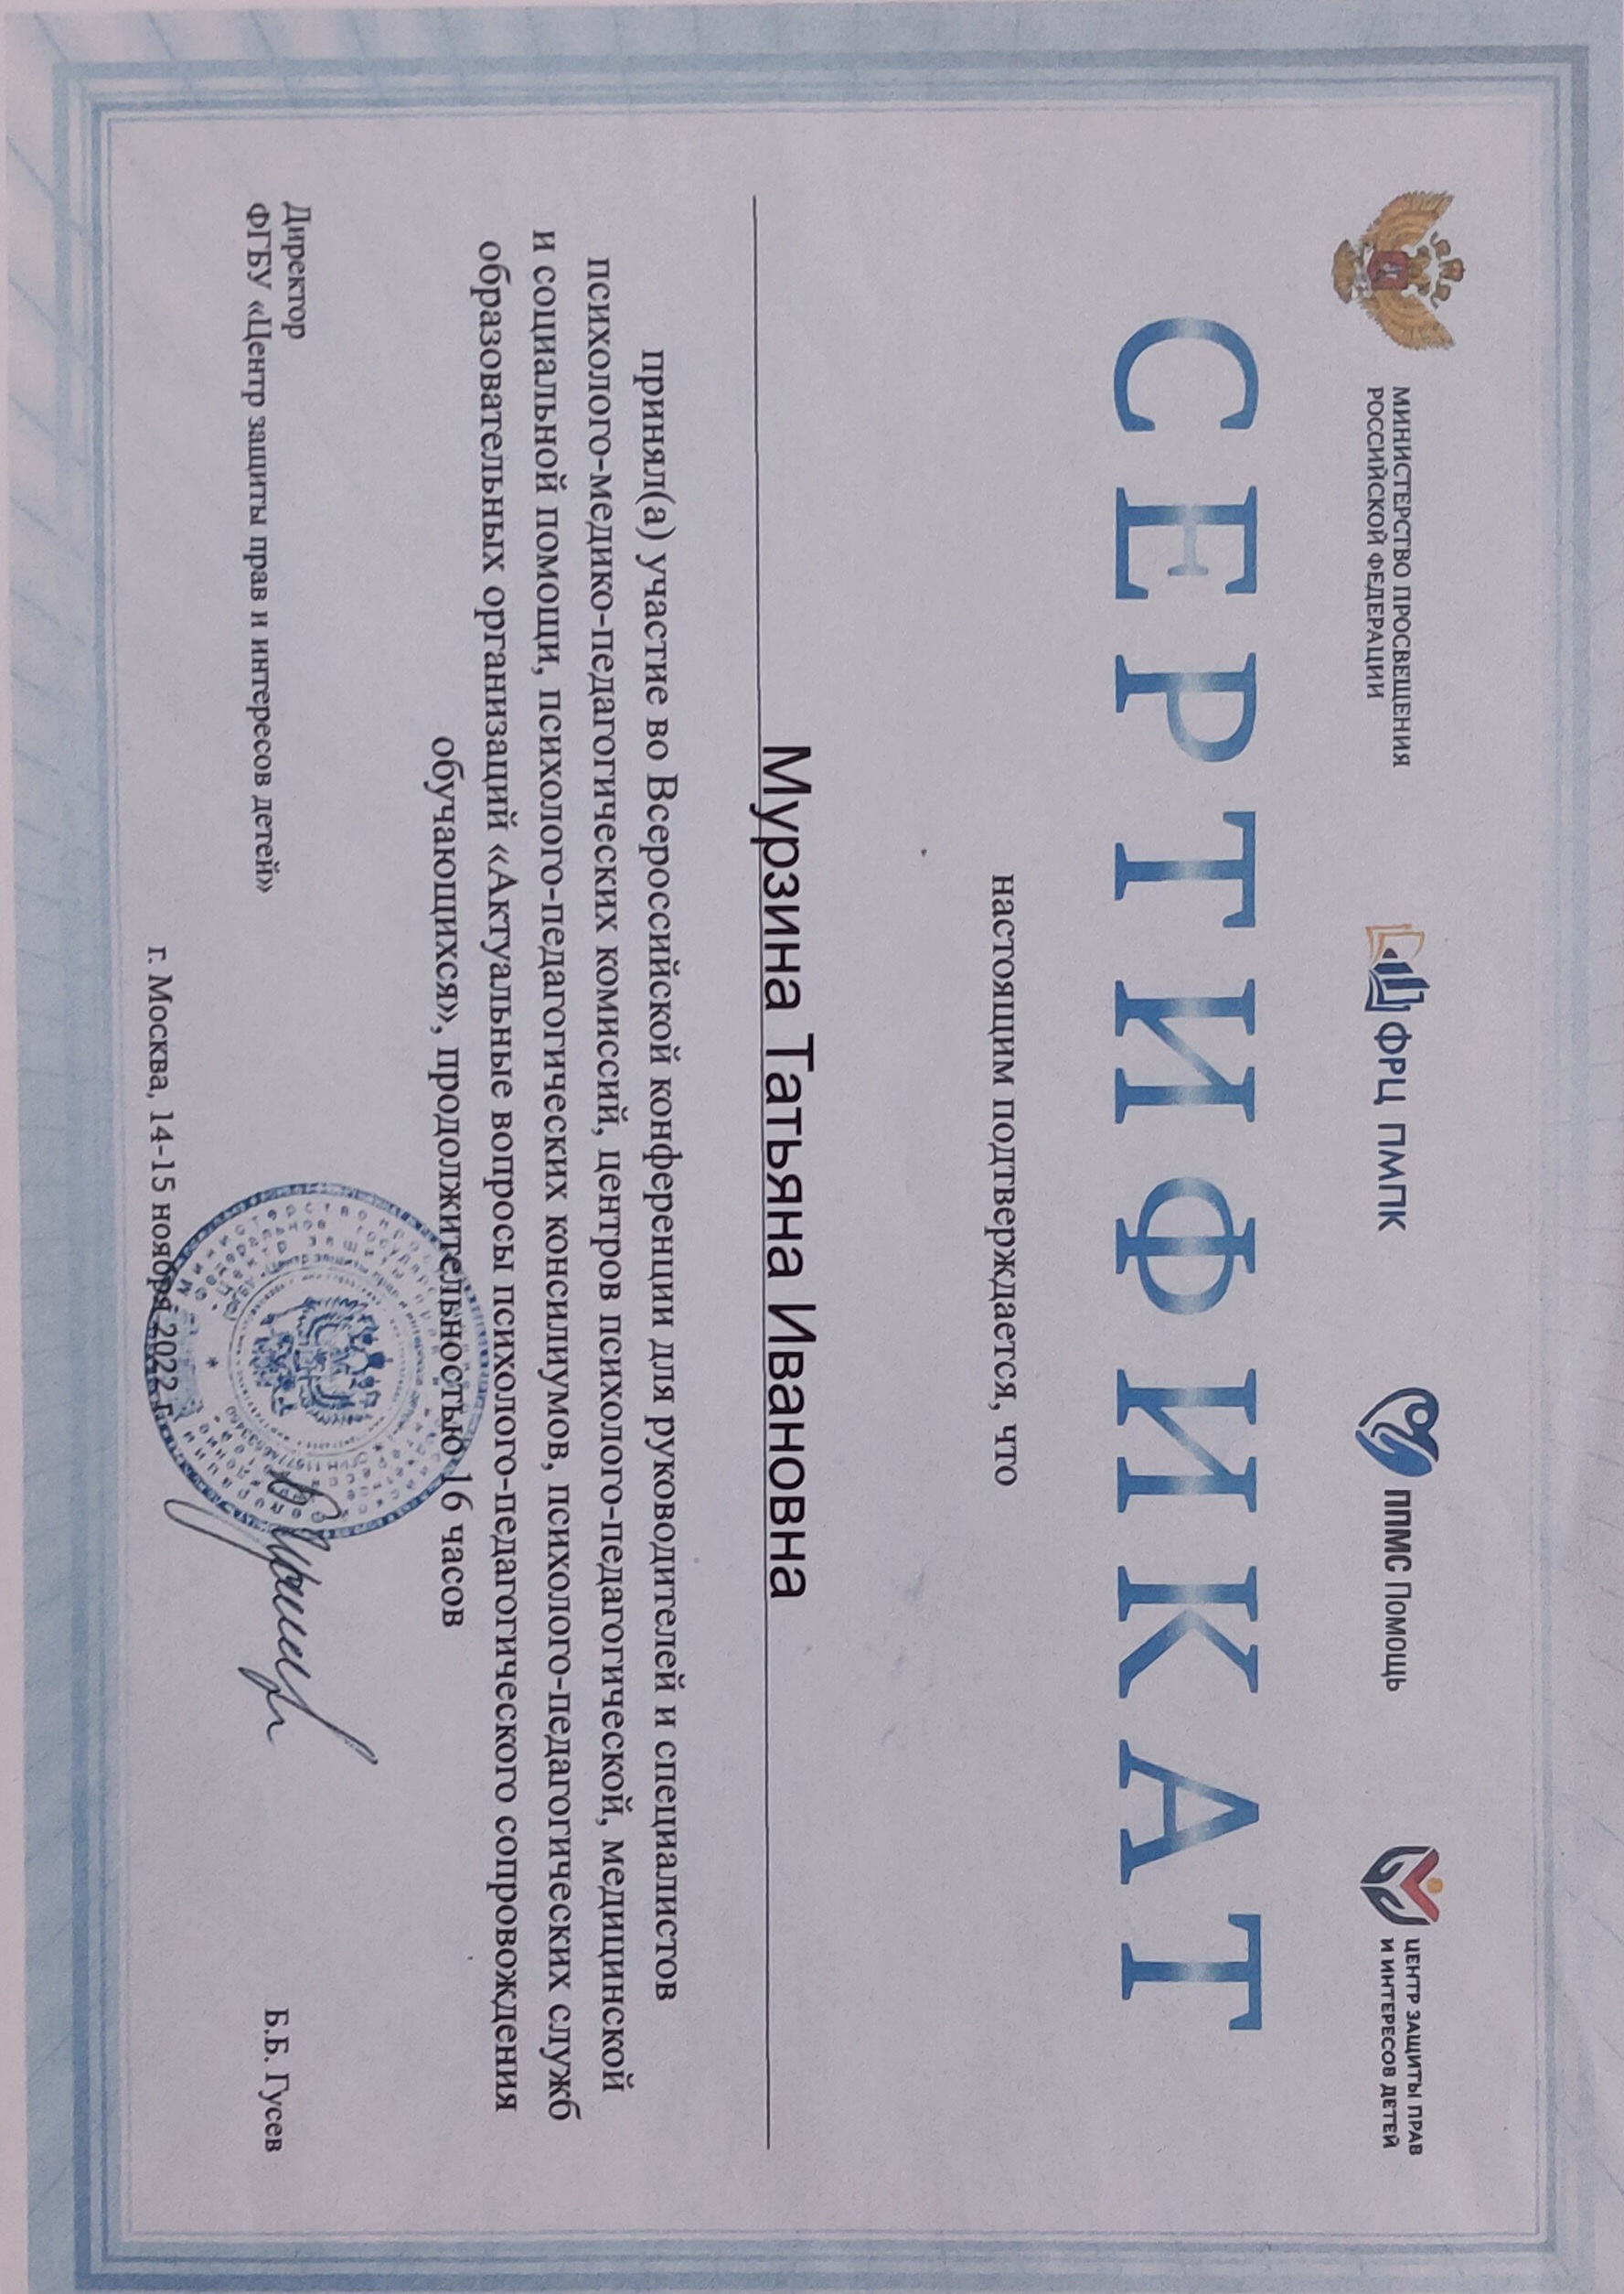 МИНИСТЕРСТВО ПРОСВЕЩЕНИЯ
РОССИЙСКОЙ ФЕДЕРАЦИИ
ФРЦ ПМПК
ППМС Помощь
ЦЕНТР ЗАЩИТЫ ПРАВ
И ИНТЕРЕСОВ ДЕТЕЙ
СЕРТИФИКАТ
настоящим подтверждается, что
Мурзина Татьяна Ивановна
принял(а) участие во Всероссийской конференции для руководителей и специалистов
психолого-медико-педагогических комиссий, центров психолого-педагогической, медицинской
и социальной помощи, психолого-педагогических консилиумов, психолого-педагогических служб
образовательных организаций «Актуальные вопросы психолого-педагогического сопровождения
обучающихся», продолжительностью 16 часов
Директор
ФГБУ «Центр защиты прав и интересов детей»
Б.Б. Гусев
г. Москва, 14-15 ноября 2022 г.